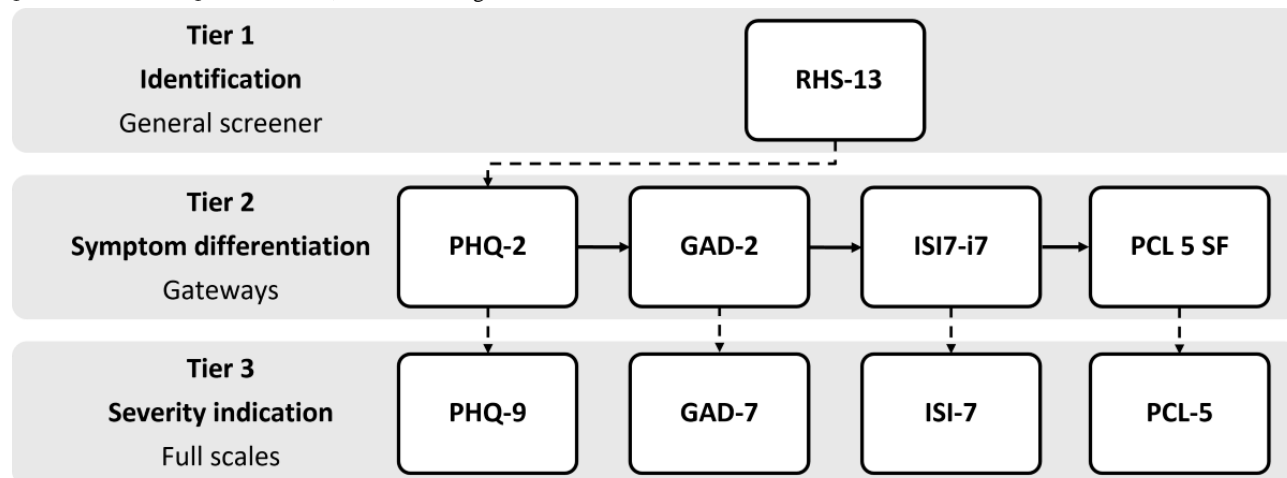 Tier 1
Identification
General screener
RHS-13
Tier 2
Symptom differentiation
Gateways
PHQ-2
GAD-2
ISI7-i7
PCL 5 SF
Tier 3
Severity indication
Full scales
PHQ-9
GAD-7
ISI-7
PCL-5